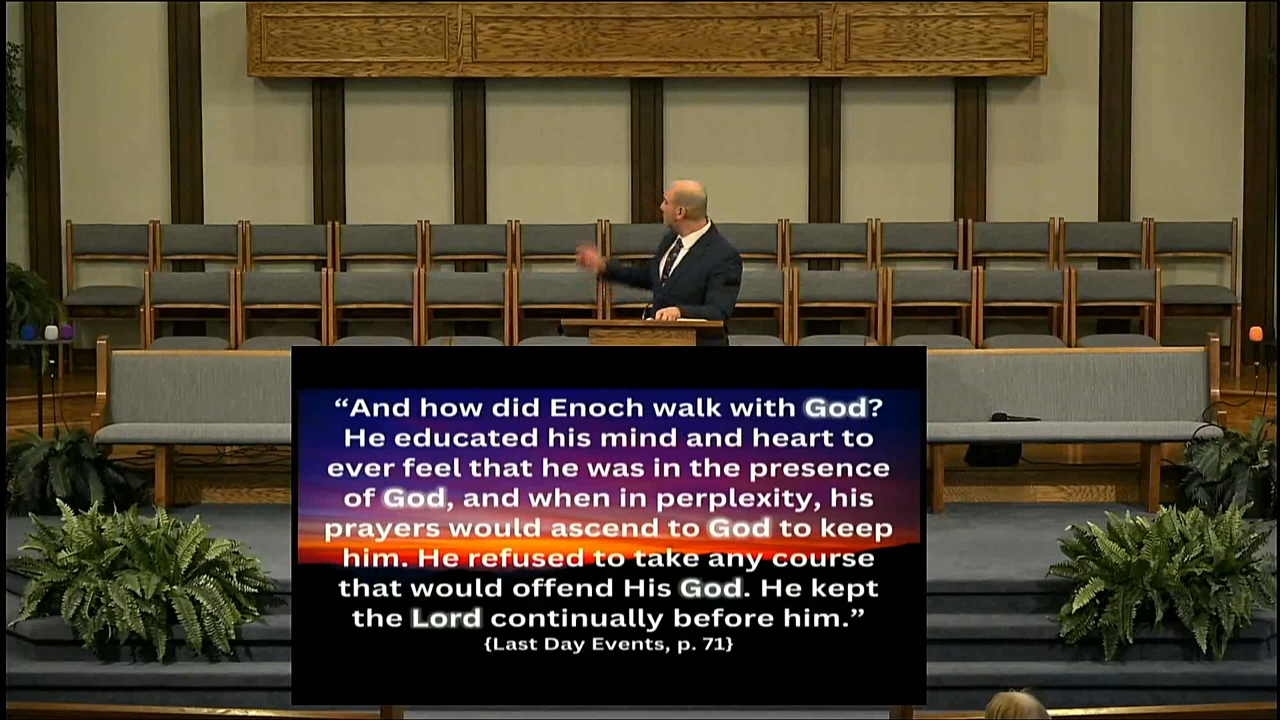 “And how did Enoch walk with God?
He educated his mind and heart to
ever feel that he was in the presence
of God, and when in perplexity, his
prayers would ascend to God to keep
him. He refused to take any course
that would offend His God. He kept
the Lord continually before him.”
{Last Day Events, p. 71}